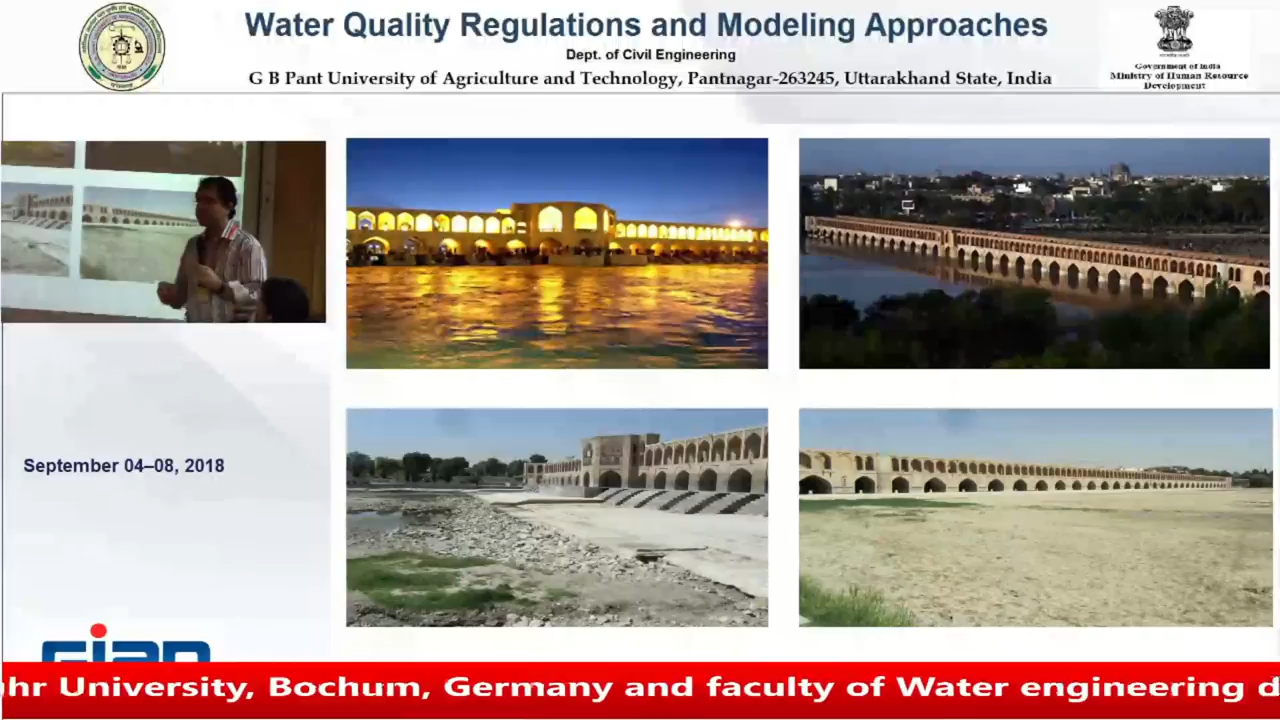 Water Quality Regulations and Modeling Approaches
Dept. of Civil Engineering
G B Pant University of Agriculture and Technology, Pantnagar-263245, Uttarakhand State, India
Government of India
Ministry of Human Resource
Development
September 04–08, 2018
GIAN
uhr University, Bochum, Germany and faculty of Water engineering d